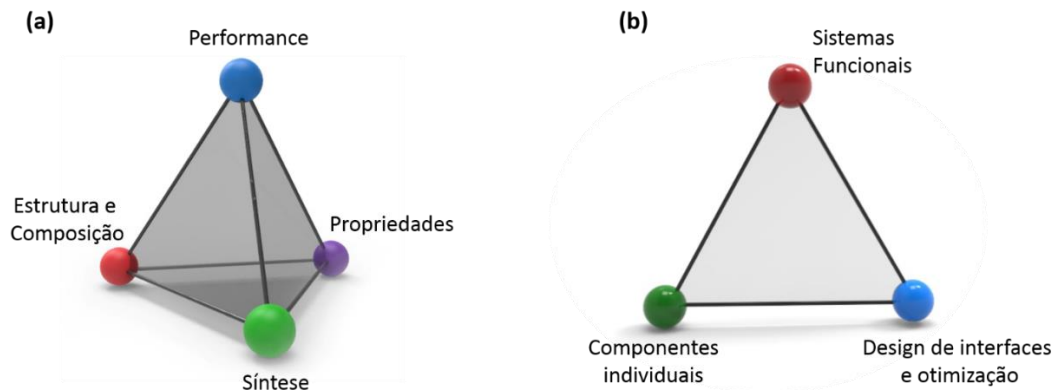 (a)
Performance
Estrutura e
Composição
Propriedades
Síntese
(b)
Sistemas
Funcionais
Componentes
individuais
Design de interfaces
e otimização